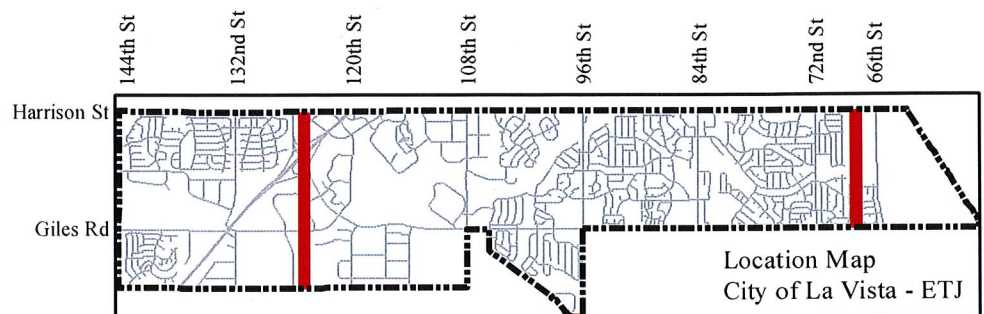 144th St
132nd St
120th St
108th St
96th St
84th St
72nd St
66th St
Harrison St
Giles Rd
Location Map
City of La Vista - ETJ